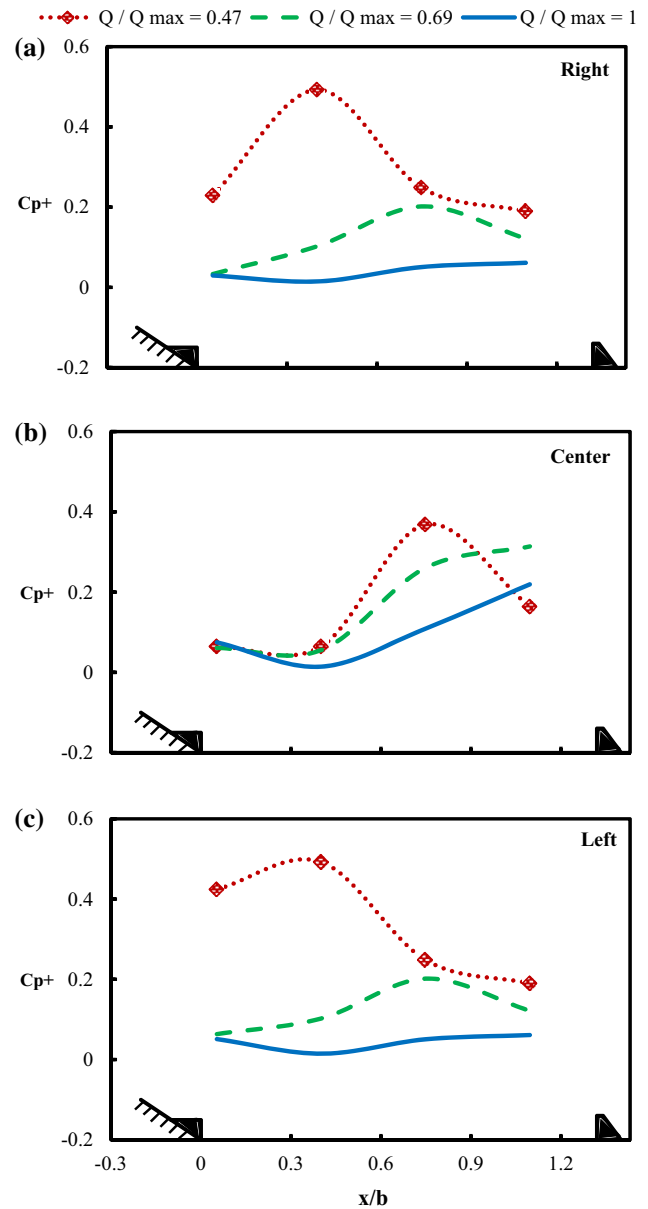 Q / Q max = 0.47 Q / Q max = 0.69 Q / Q max = 1
(a)
Right
0.6
0.4
Cp+
0.2
0
-0.2
(b)
Center
0.6
0.4
Cp+
0.2
0
-0.2
(c)
Left
0.6
0.4
Cp+
0.2
0
-0.2
-0.3 0 0.3 0.6 0.9 1.2
x/b